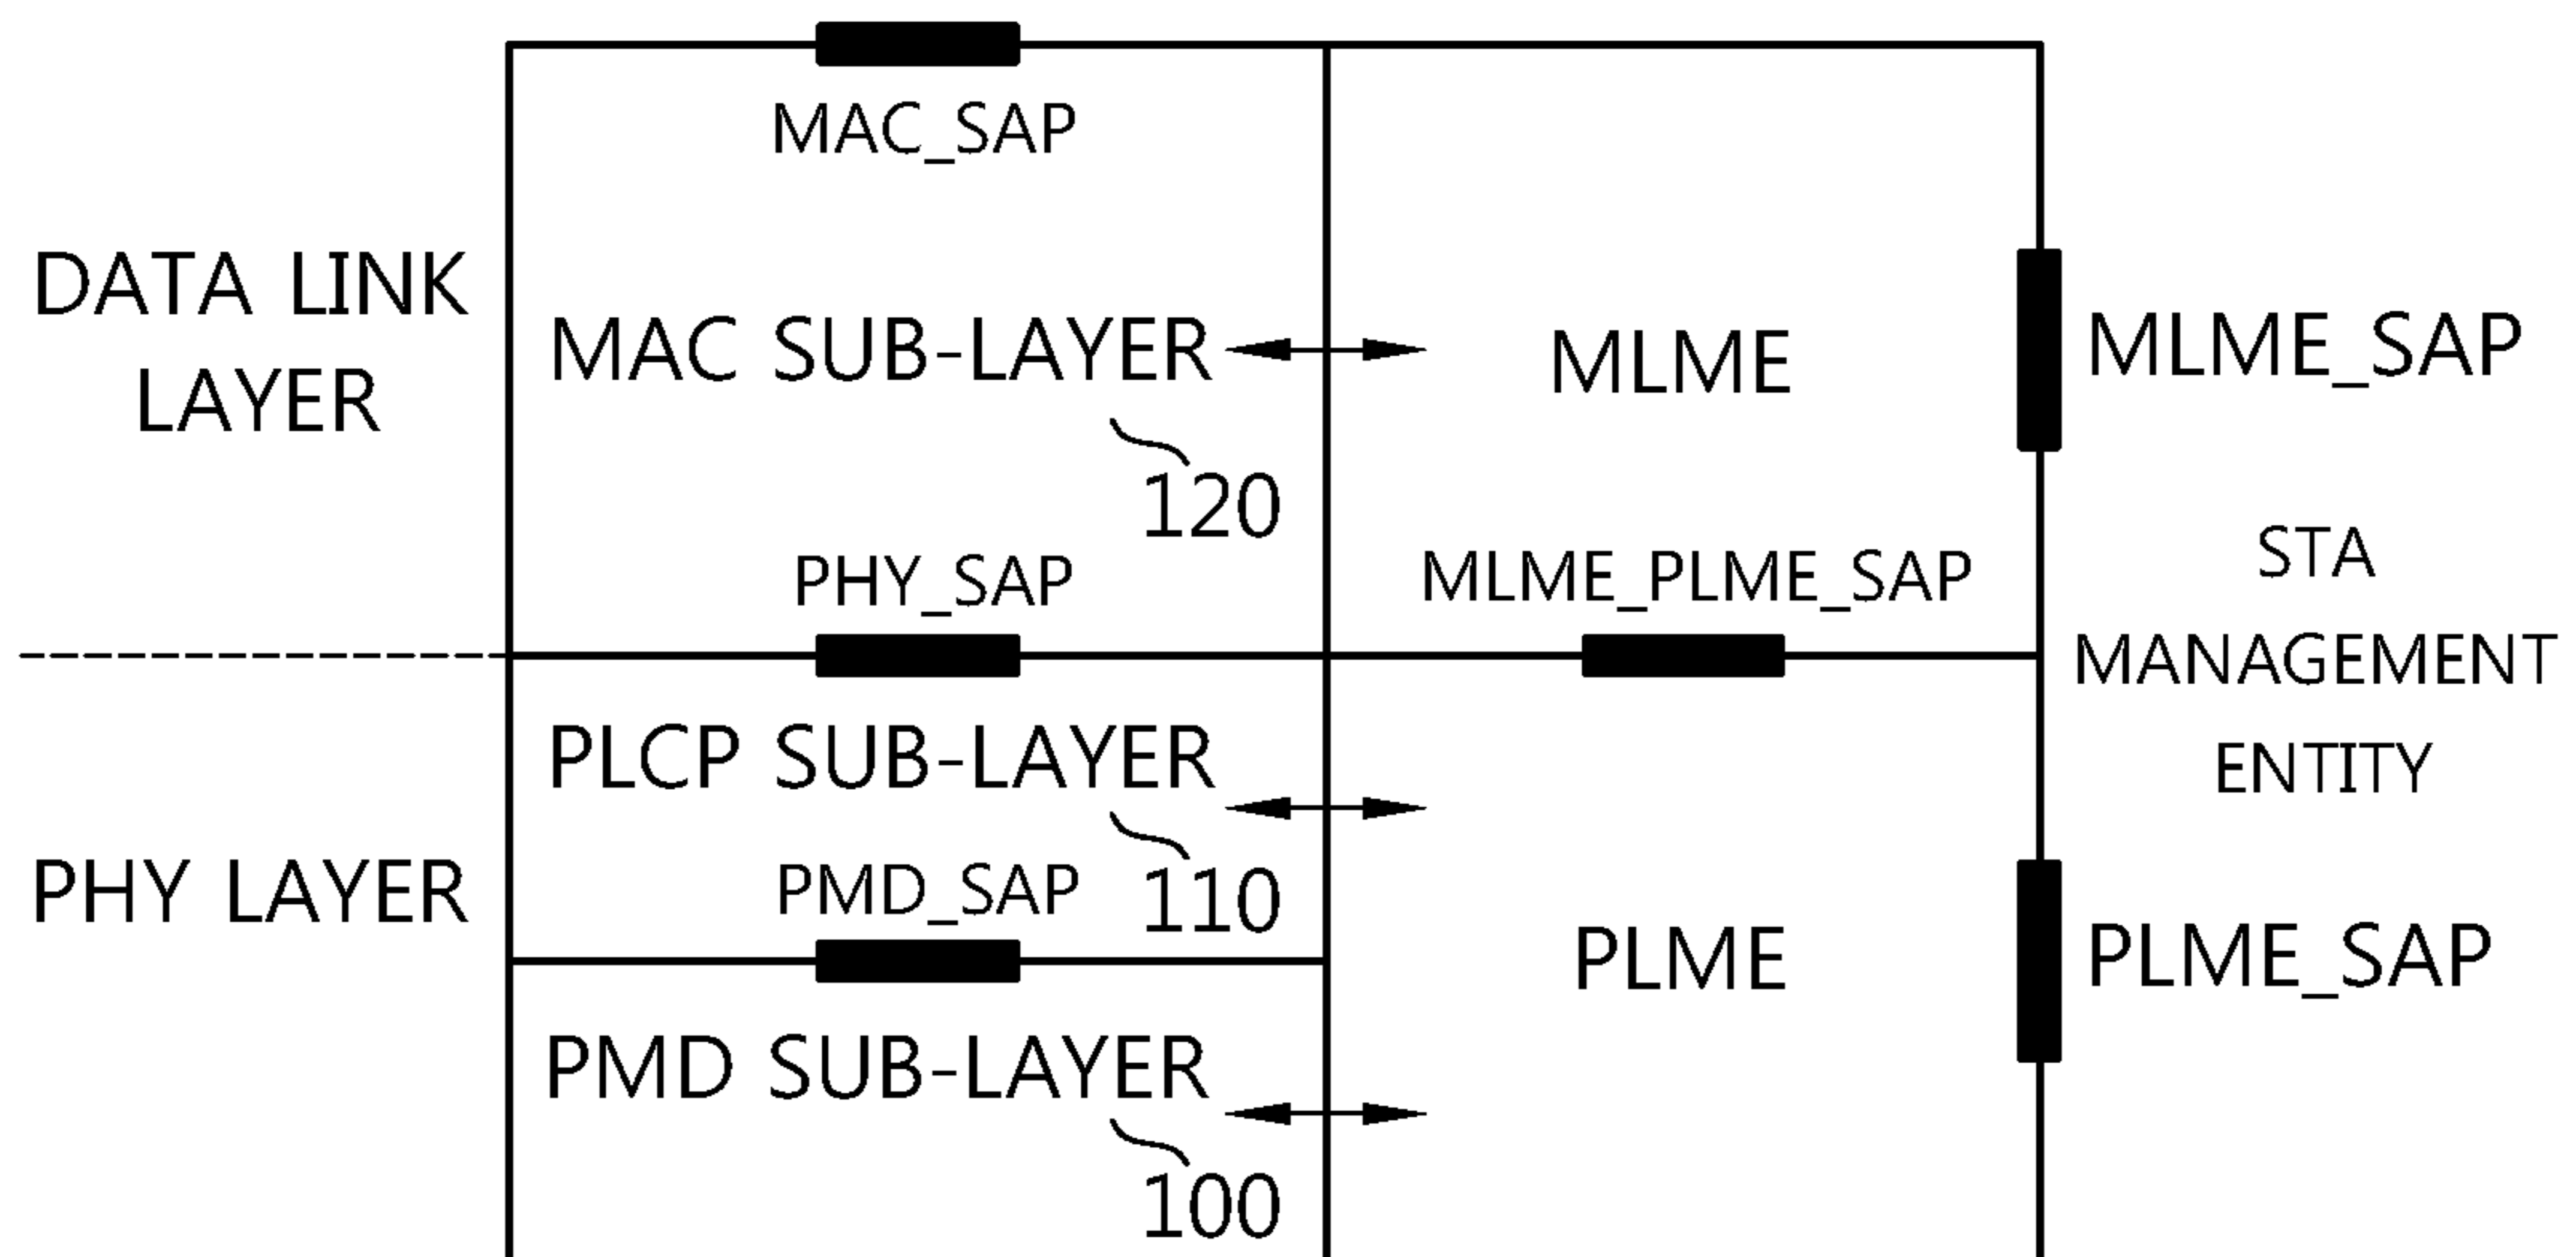 MAC_SAP
DATA LINK
LAYER
MAC SUB-LAYER
120
MLME
MLME_SAP
PHY_SAP
MLME_PLME_SAP
STA
MANAGEMENT
ENTITY
PHY LAYER
PLCP SUB-LAYER
110
PMD_SAP
PLME
PLME_SAP
PMD SUB-LAYER
100